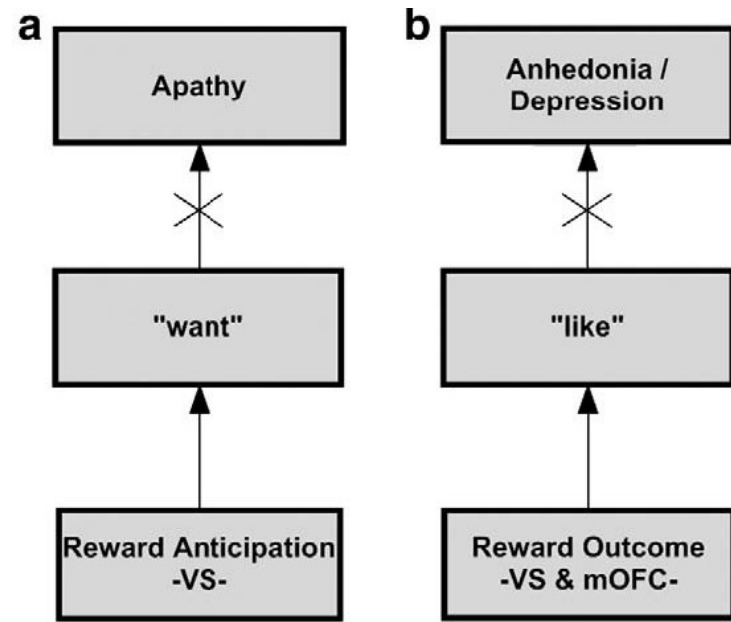 a
Apathy
"want"
Reward Anticipation
-VS-
b
Anhedonia /
Depression
"like"
Reward Outcome
-VS & mOFC-